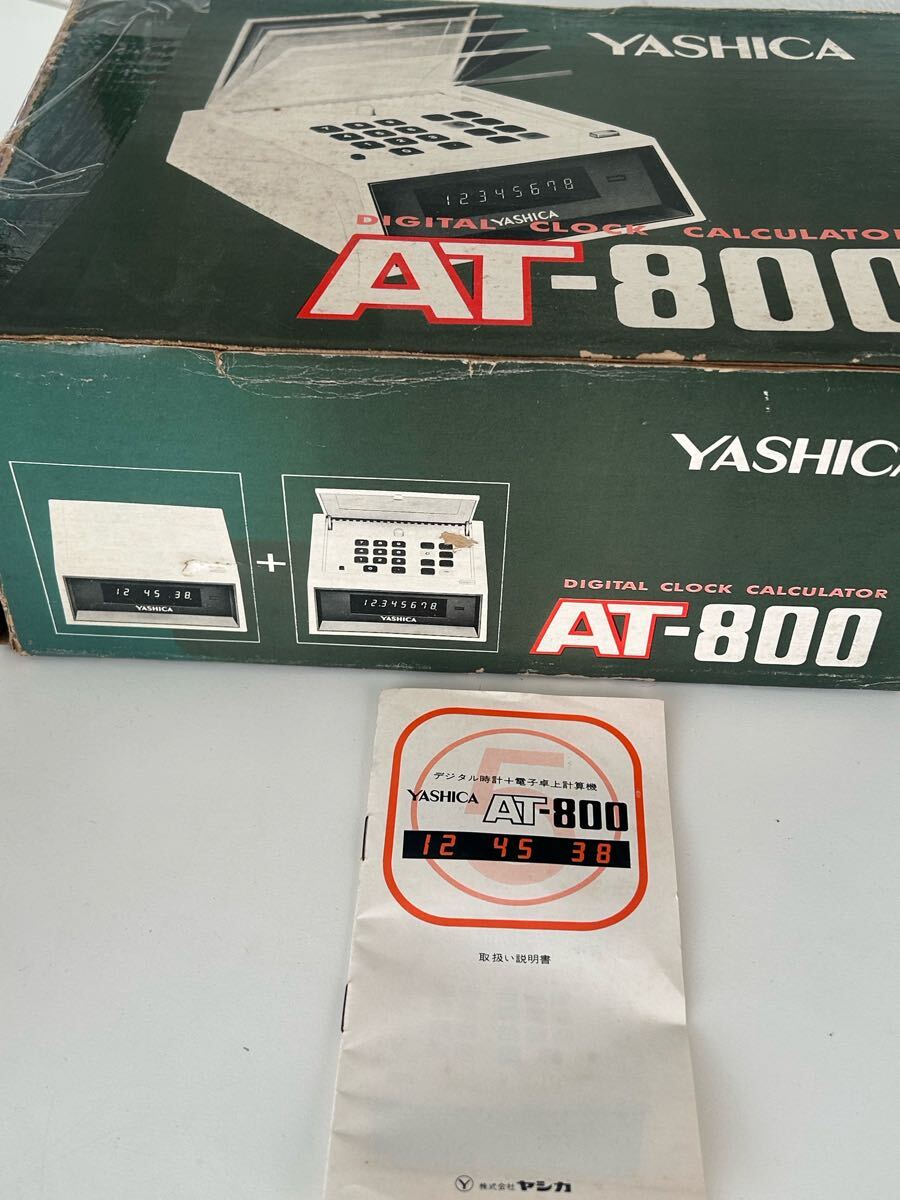 YASHICA
12345678
YASHICA
DIGITAL CLOCK CALCULATOR
AT-800
YASHICA
12 45 38
YASHICA
+
12345678
YASHICA
DIGITAL CLOCK CALCULATOR
AT-800
5
デジタル時計+電子卓上計算機
YASHICA AT-800
12 45 38
取扱い説明書
Y 株式会社 ヤシカ